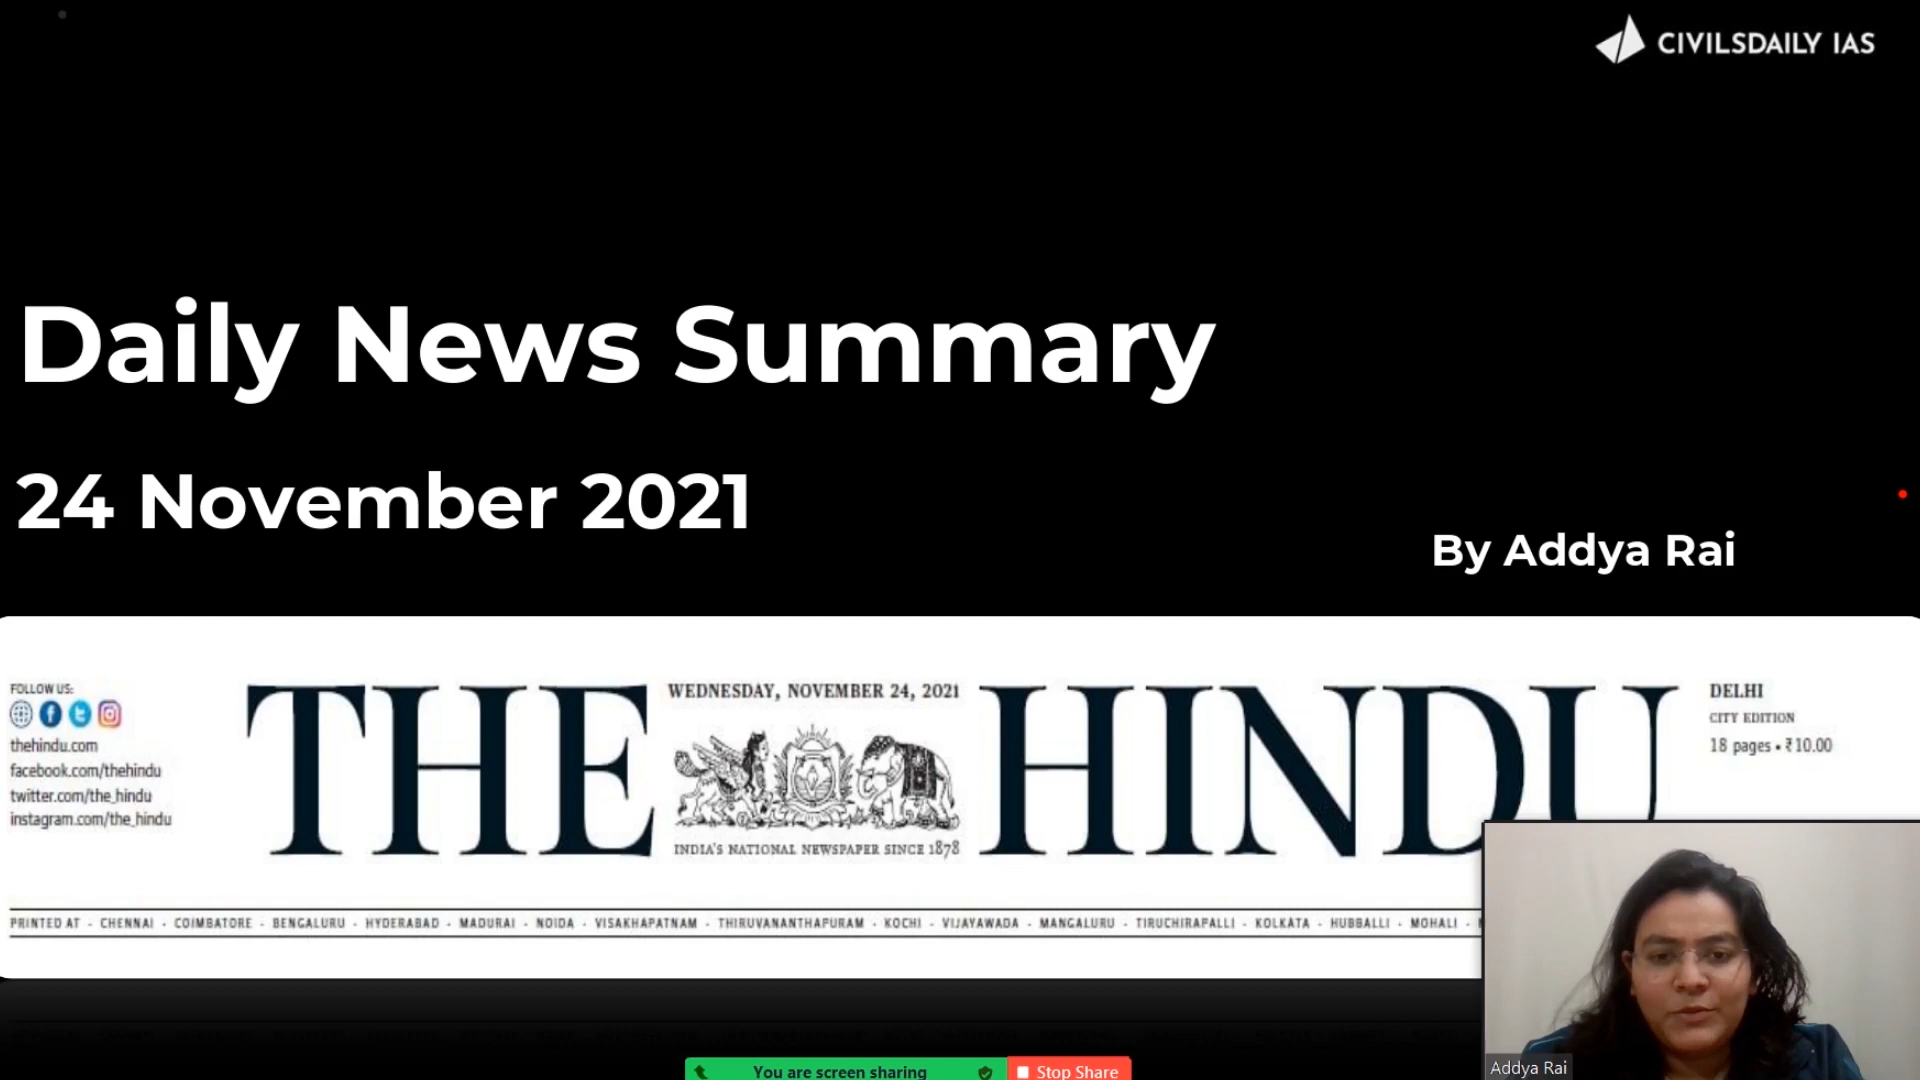 CIVILSDAILY IAS
Daily News Summary
24 November 2021
By Addya Rai
FOLLOW US:
thehindu.com
facebook.com/thehindu
twitter.com/the_hindu
instagram.com/the_hindu
THE HINDU
WEDNESDAY, NOVEMBER 24, 2021
INDIA'S NATIONAL NEWSPAPER SINCE 1878
DELHI
CITY EDITION
18 pages • ₹10.00
PRINTED AT - CHENNAI - COIMBATORE - BENGALURU - HYDERABAD - MADURAI - NOIDA - VISAKHAPATNAM - THIRUVANANTHAPURAM - KOCHI - VIJAYAWADA - MANGALURU - TIRUCHIRAPALLI - KOLKATA - HUBBALLI - MOHALI -
Addya Rai
You are screen sharing
Stop Share